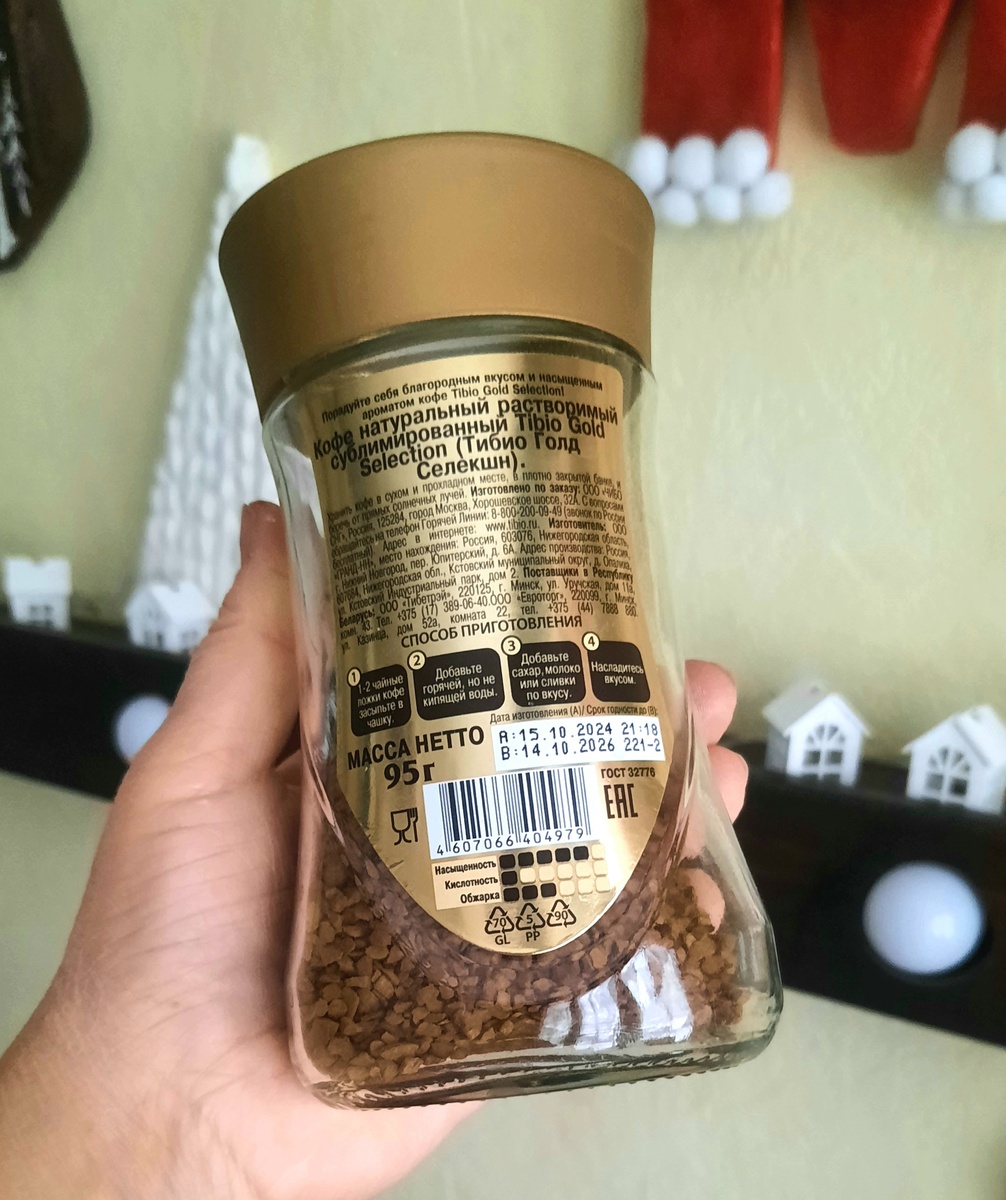 Порадуйте себя благородным вкусом и насыщенным
ароматом кофе Tibio Gold Selection!
Кофе натуральный растворимый
сублимированный Tibio Gold
Selection (Тибио Голд
Селекшн).
кофе в сухом и прохладном месте, в плотно закрытой банке,
от прямых солнечных лучей. Изготовлено по заказу: ООО
Россия, 125284, город Москва, Хорошевское шоссе, 32А. С вопросами
обращайтесь на телефон Горячей Линии: 8-800-200-09-49 (звонок по России
бесплатный). Адрес в интернете: www.tibio.ru. Изготовитель: ООО
место нахождения: Россия, 603076, Нижегородская область,
Нижний Новгород, пер. Юпитерский, д. 6А. Адрес производства: Россия,
607684, Нижегородская обл., Кстовский муниципальный округ, д. Опалиха,
ул. Кстовский Индустриальный парк, дом 2. Поставщики в Республику
Беларусь: ООО «Тибетрэй», 220125, г. Минск, ул. Уручская, дом
комн 43. Тел. +375 (17) 389-06-40. ООО «Евроторг», 220099, г. Минск,
ул. Казинца, дом 52а, комната 22, тел. +375 (44) 7888 880.
СПОСОБ ПРИГОТОВЛЕНИЯ
1 1-2 чайные ложки кофе засыпьте в чашку.
2 Добавьте горячей, но не кипящей воды.
3 Добавьте сахар, молоко или сливки по вкусу.
4 Насладитесь вкусом.
Дата изготовления (A)/ Срок годности до (B):
A:15.10.2024 21:18
B:14.10.2026 221-2
МАССА НЕТТО
95г
ГОСТ 32776
EAC
4 607066 404979
Насыщенность
Кислотность
Обжарка
70 5 90
GL PP